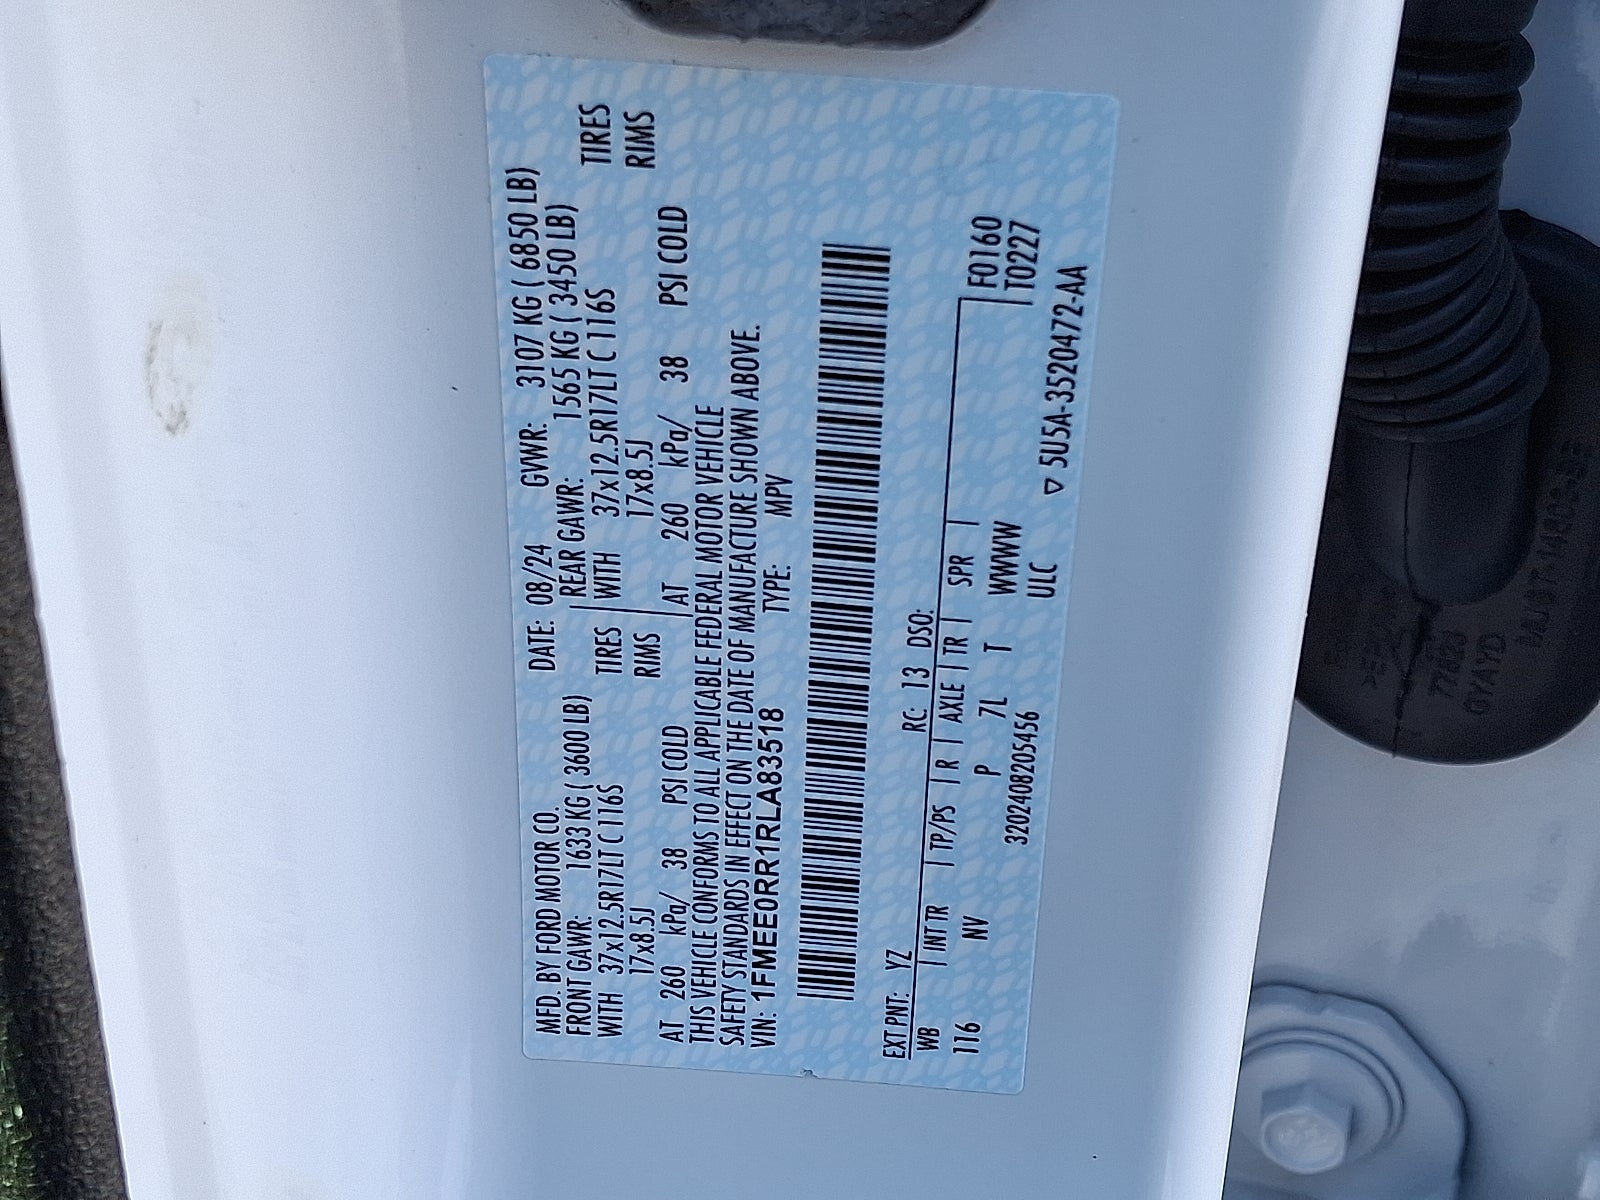 MFD. BY FORD MOTOR CO. DATE: 08/24 GVWR: 3107 KG ( 6850 LB)
FRONT GAWR: 1633 KG ( 3600 LB) REAR GAWR: 1565 KG ( 3450 LB)
WITH 37x12.5R17LT C 116S TIRES WITH 37x12.5R17LT C 116S TIRES
17x8.5J RIMS 17x8.5J RIMS
AT 260 kPa/ 38 PSI COLD AT 260 kPa/ 38 PSI COLD
THIS VEHICLE CONFORMS TO ALL APPLICABLE FEDERAL MOTOR VEHICLE
SAFETY STANDARDS IN EFFECT ON THE DATE OF MANUFACTURE SHOWN ABOVE.
VIN: 1FMEE0RR1RLA83518 TYPE: MPV
EXT PNT: YZ RC: 13 DSO:
WB INT TR TP/PS R AXLE TR SPR F0160
116 NV P 7L T WWWW T0227
320240820545​6 ULC
▽ 5U5A-3520472-AA
77420
OYAYD